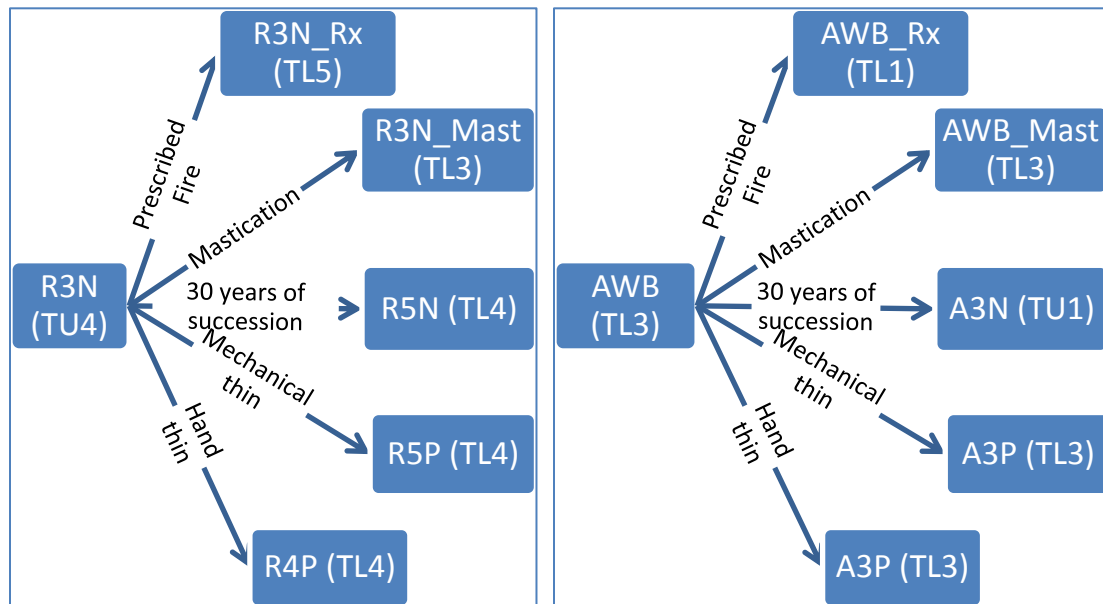 R3N_Rx
(TL5)
R3N_Mast
(TL3)
Prescribed
Fire
Mastication
R3N
(TU4)
30 years of
succession
R5N (TL4)
Mechanical
thin
R5P (TL4)
Hand
thin
R4P (TL4)
AWB_Rx
(TL1)
AWB_Mast
(TL3)
Prescribed
Fire
Mastication
AWB
(TL3)
30 years of
succession
A3N (TU1)
Mechanical
thin
A3P (TL3)
Hand
thin
A3P (TL3)